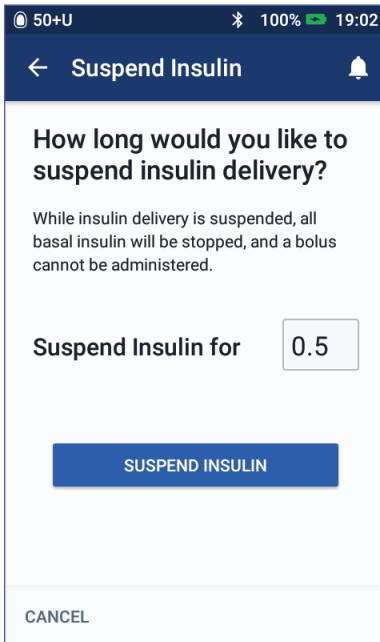 50+U 100% 19:02
Suspend Insulin
How long would you like to
suspend insulin delivery?
While insulin delivery is suspended, all
basal insulin will be stopped, and a bolus
cannot be administered.
Suspend Insulin for 0.5
SUSPEND INSULIN
CANCEL